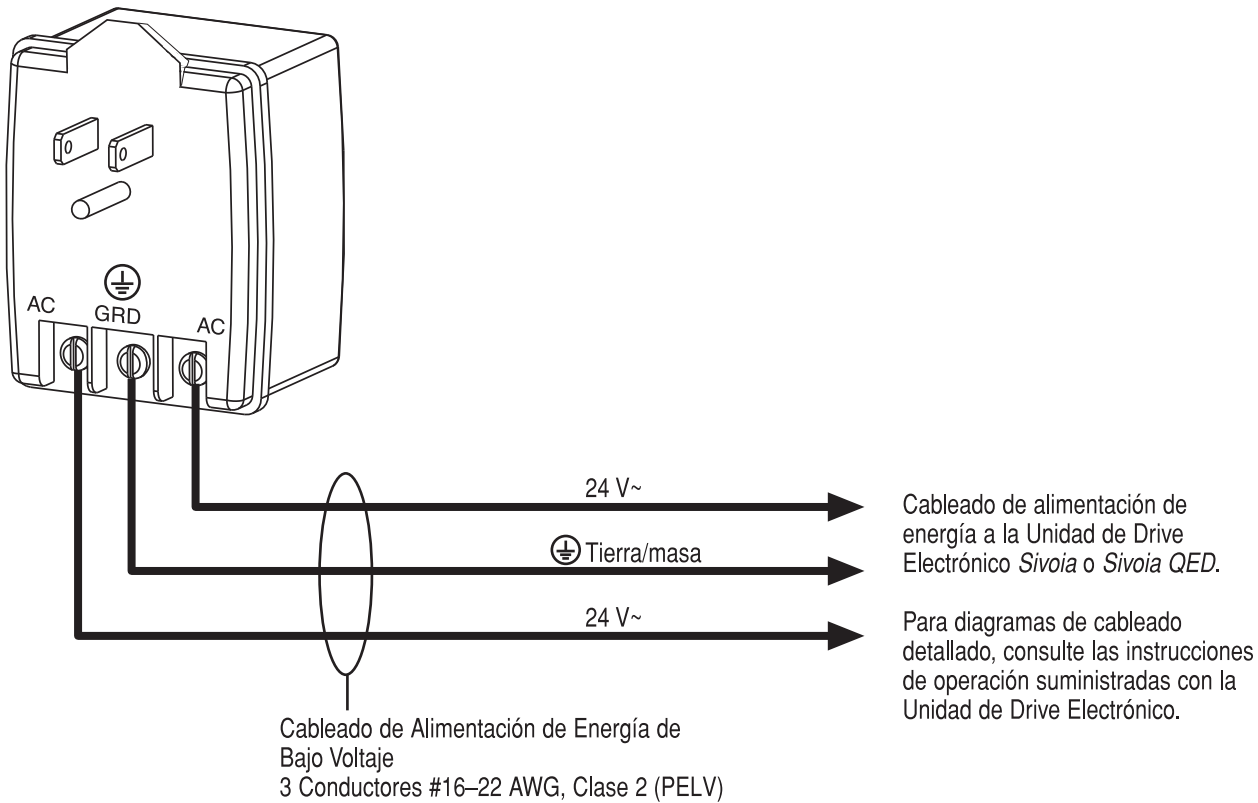 AC
GRD
AC
24 V~
Tierra/masa
24 V~
Cableado de alimentación de
energía a la Unidad de Drive
Electrónico Sivoia o Sivoia QED.
Para diagramas de cableado
detallado, consulte las instrucciones
de operación suministradas con la
Unidad de Drive Electrónico.
Cableado de Alimentación de Energía de
Bajo Voltaje
3 Conductores #16–22 AWG, Clase 2 (PELV)